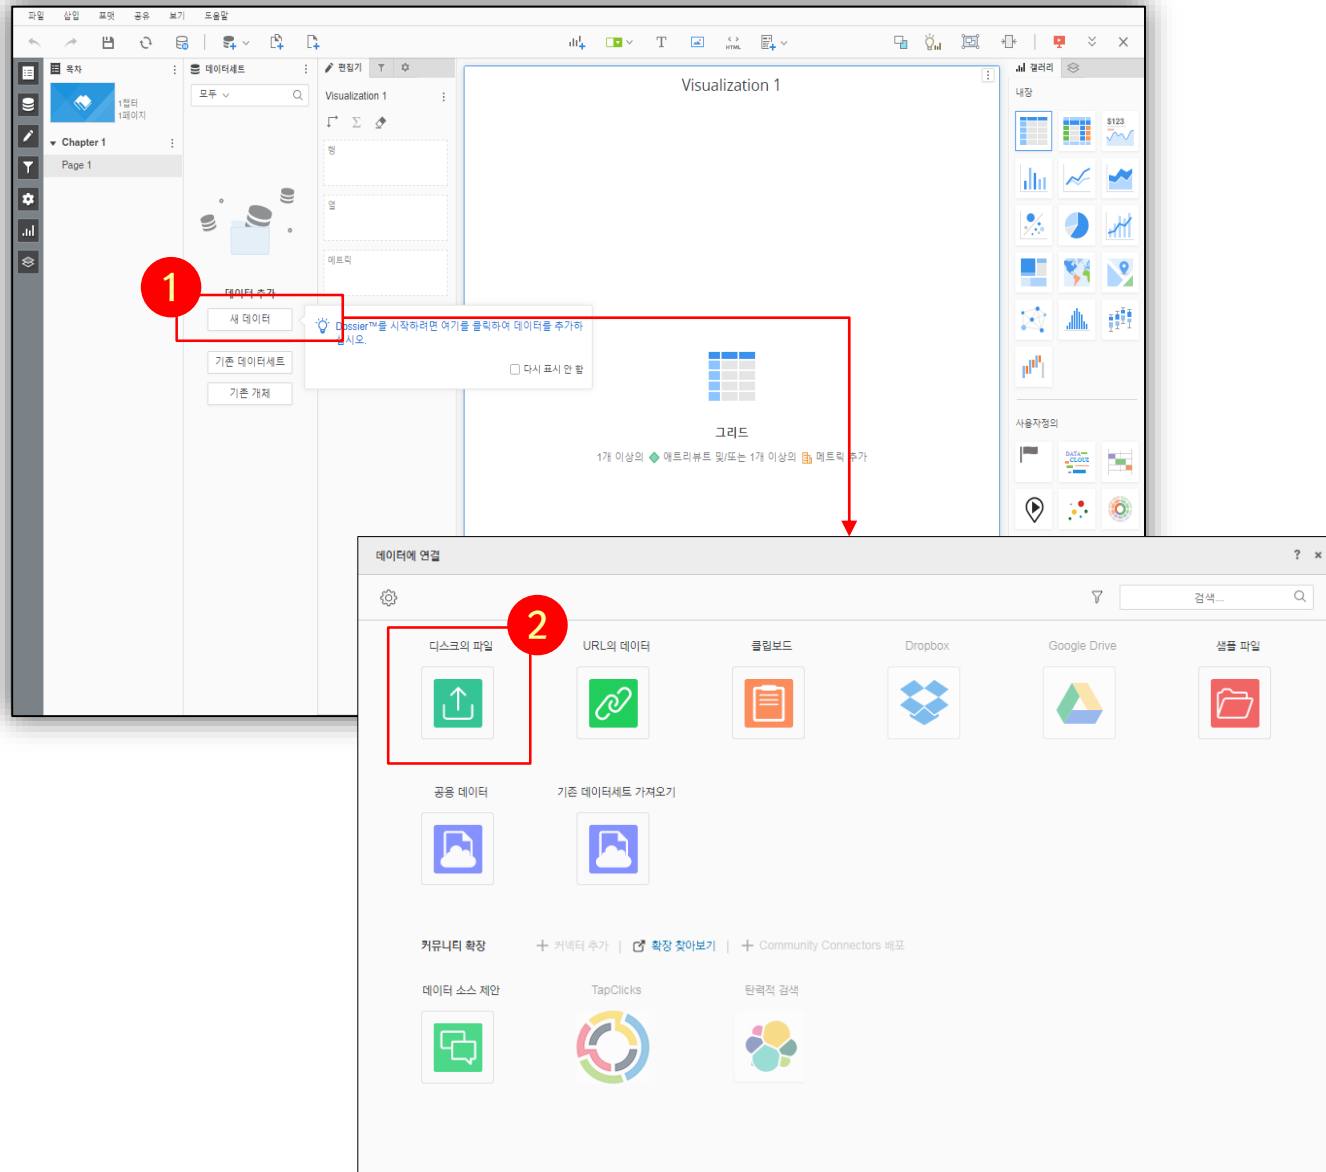 파일 삽입 포맷 공유 보기 도움말
T
HTML
목차
1챕터
1페이지
Chapter 1
Page 1
데이터세트
모두
데이터 추가
새 데이터
기존 데이터세트
기존 개체
1
편집기
Visualization 1
행
열
메트릭
Dossier™를 시작하려면 여기를 클릭하여 데이터를 추가하
십시오.
다시 표시 안 함
Visualization 1
그리드
1개 이상의 애트리뷰트 및/또는 1개 이상의 메트릭 추가
갤러리
내장
$123
사용자정의
DATA
CLOUD
데이터에 연결
? ×
검색...
2
디스크의 파일 URL의 데이터 클립보드 Dropbox Google Drive 샘플 파일
공용 데이터 기존 데이터세트 가져오기
커뮤니티 확장 + 커넥터 추가 | 확장 찾아보기 | + Community Connectors 배포
데이터 소스 제안 TapClicks 탄력적 검색